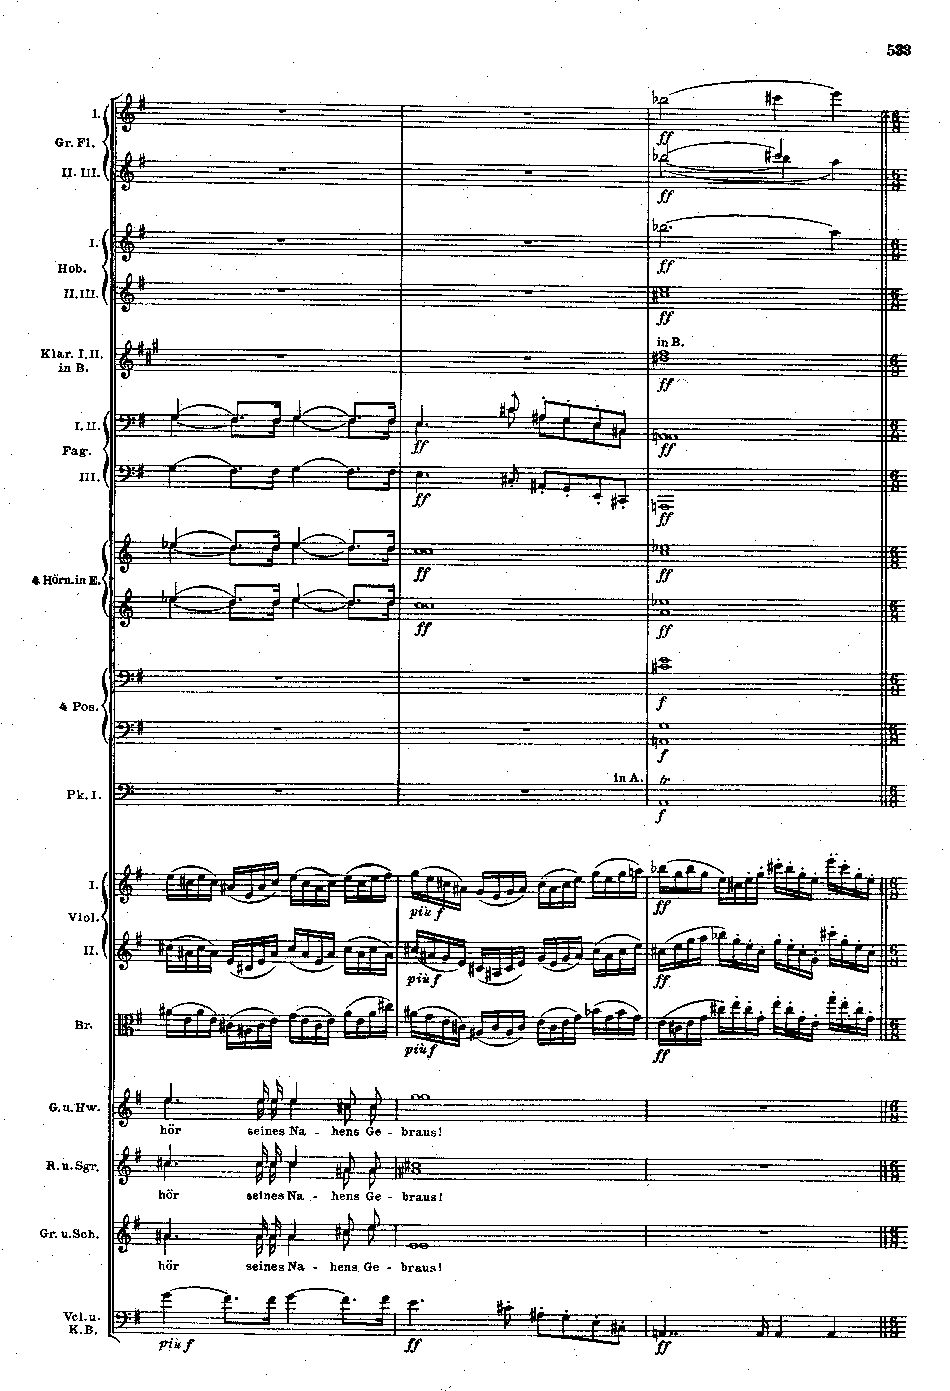 533
I.
Gr. Fl.
II. III.
ff
ff
I.
Hob.
II. III.
ff
ff
Klar. I. II.
in B.
in B.
ff
I. II.
Fag.
III.
ff
ff
ff
ff
4 Hörn. in E.
ff
ff
ff
ff
4 Pos.
f
f
Pk. I.
in A.
tr
f
I.
Viol.
II.
più f
ff
più f
ff
Br.
più f
ff
G. u. Hw.
hör seines Na - hens Ge - braus!
R. u. Sgr.
hör seines Na - hens Ge - braus!
Gr. u. Sch.
hör seines Na - hens Ge - braus!
Vcl. u.
K. B.
più f
ff
ff